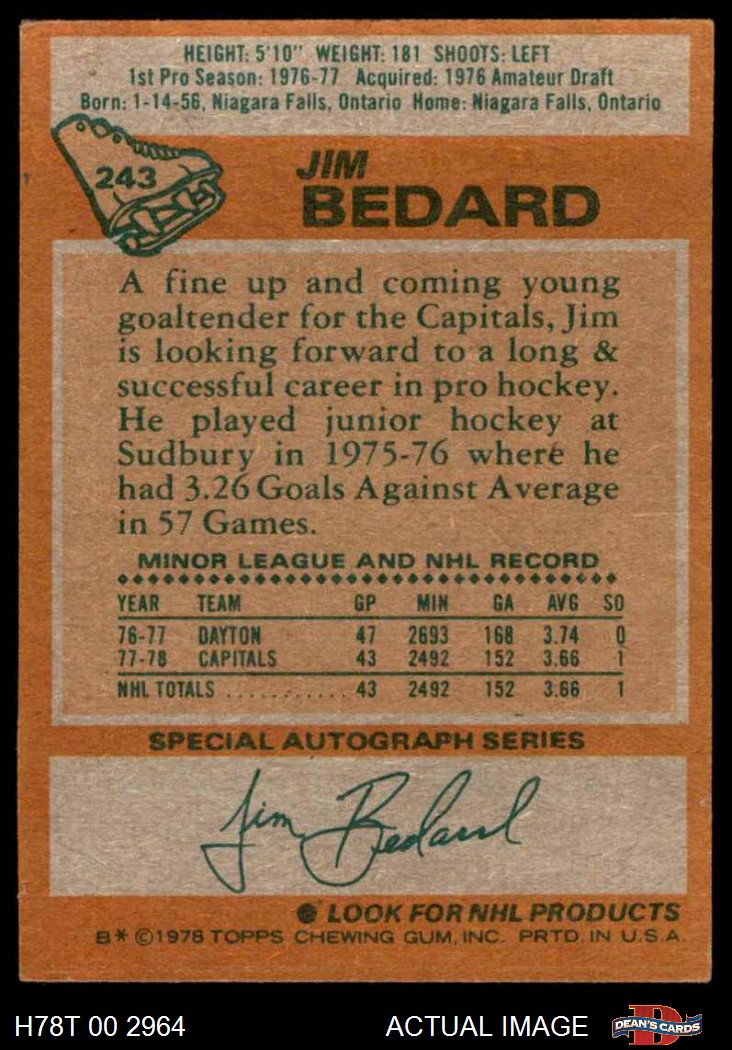 HEIGHT: 5'10" WEIGHT: 181 SHOOTS: LEFT
1st Pro Season: 1976-77 Acquired: 1976 Amateur Draft
Born: 1-14-56, Niagara Falls, Ontario Home: Niagara Falls, Ontario
243
JIM
BEDARD
A fine up and coming young
goaltender for the Capitals, Jim
is looking forward to a long &
successful career in pro hockey.
He played junior hockey at
Sudbury in 1975-76 where he
had 3.26 Goals Against Average
in 57 Games.
MINOR LEAGUE AND NHL RECORD
YEAR TEAM GP MIN GA AVG SO
76-77 DAYTON 47 2693 168 3.74 0
77-78 CAPITALS 43 2492 152 3.66 1
NHL TOTALS ............ 43 2492 152 3.66 1
SPECIAL AUTOGRAPH SERIES
Jim Bedard
LOOK FOR NHL PRODUCTS
B* ©1978 TOPPS CHEWING GUM, INC. PRTD. IN U.S.A.
H78T 00 2964 ACTUAL IMAGE DEAN'S CARDS